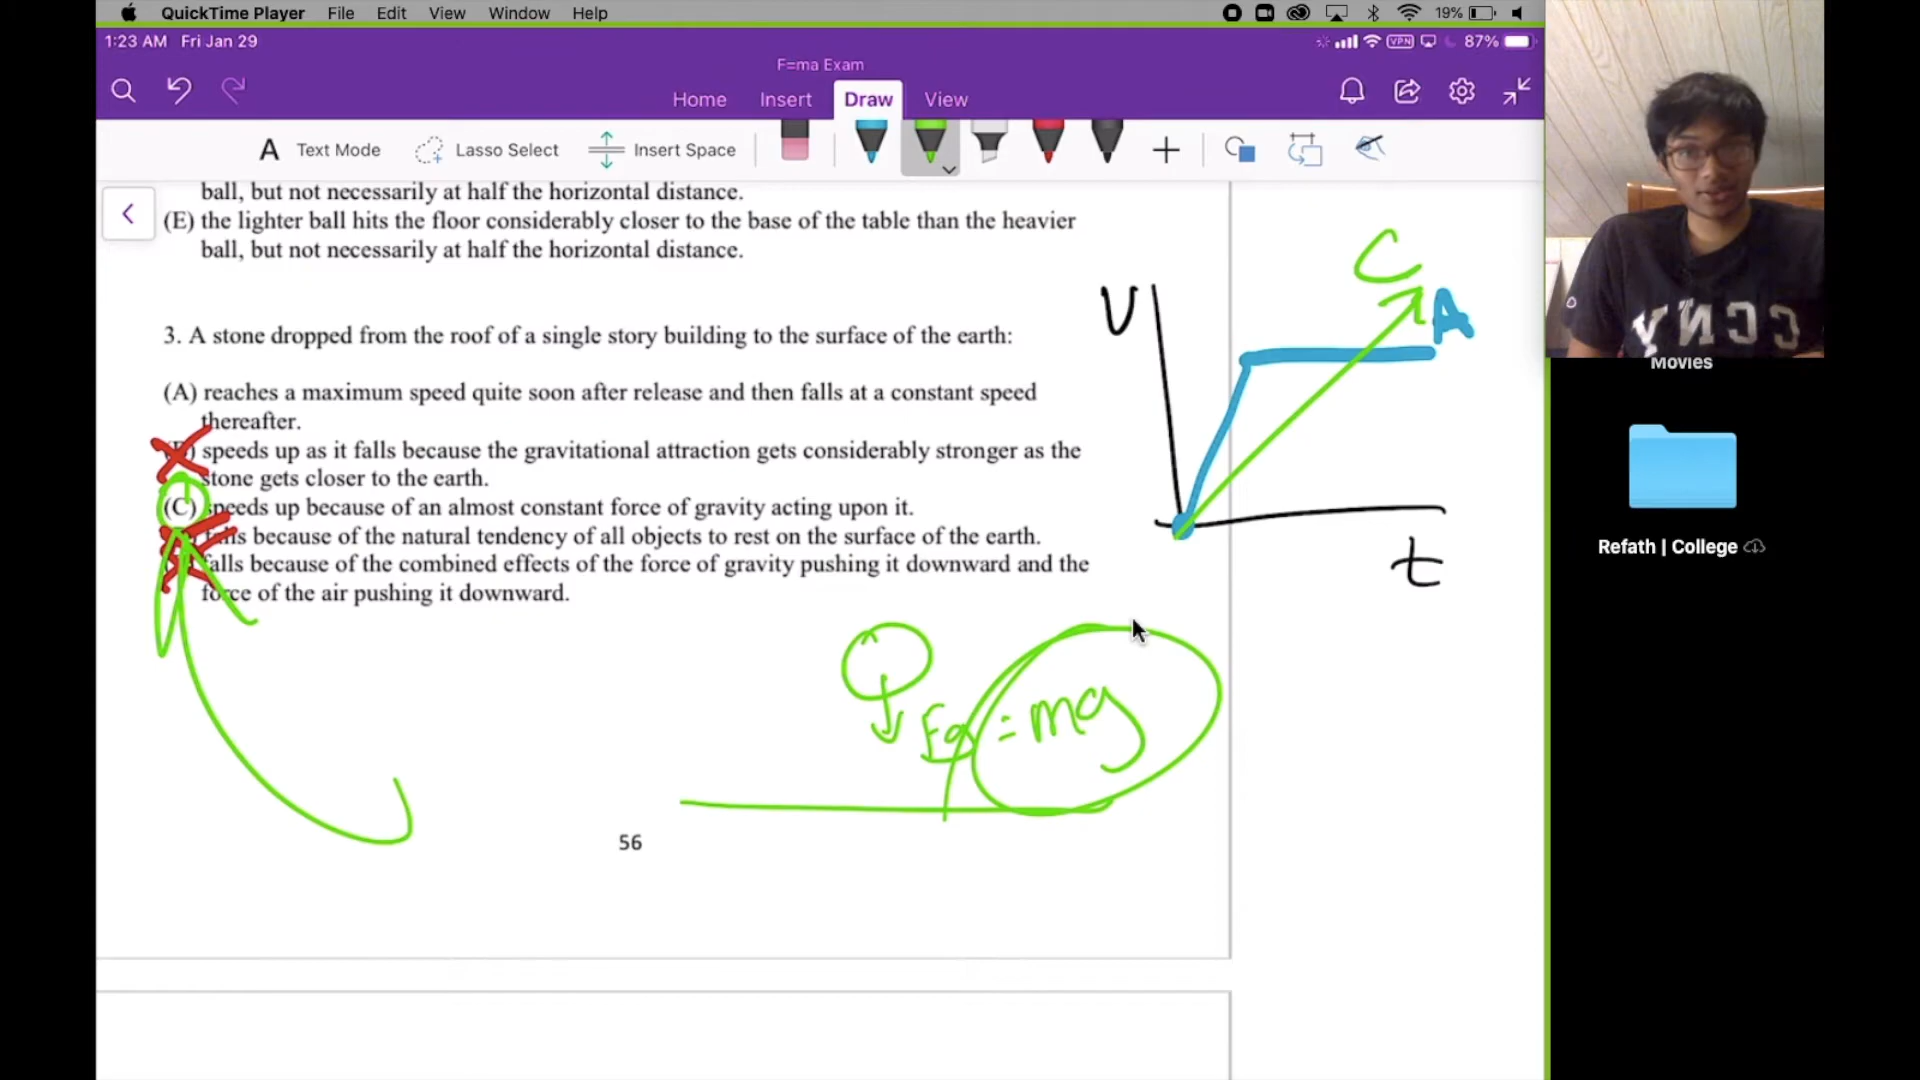 QuickTime Player File Edit View Window Help 19%
1:23 AM Fri Jan 29 VPN 87%
F=ma Exam
Home Insert Draw View
A Text Mode Lasso Select Insert Space
ball, but not necessarily at half the horizontal distance.
(E) the lighter ball hits the floor considerably closer to the base of the table than the heavier
ball, but not necessarily at half the horizontal distance.
3. A stone dropped from the roof of a single story building to the surface of the earth:
(A) reaches a maximum speed quite soon after release and then falls at a constant speed
thereafter.
speeds up as it falls because the gravitational attraction gets considerably stronger as the
stone gets closer to the earth.
(C) speeds up because of an almost constant force of gravity acting upon it.
falls because of the natural tendency of all objects to rest on the surface of the earth.
falls because of the combined effects of the force of gravity pushing it downward and the
force of the air pushing it downward.
56
V
C
A
t
Fg = mg
CCNY
Movies
Refath | College